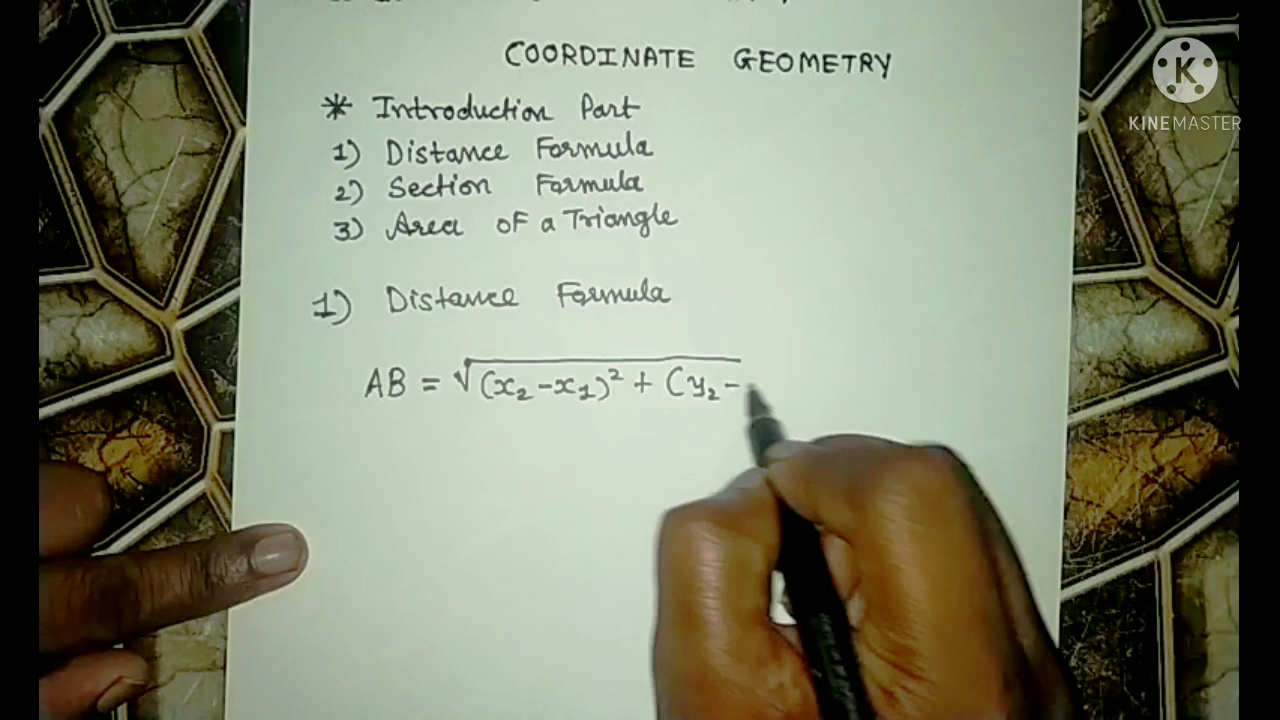 COORDINATE GEOMETRY
* Introduction Part
1) Distance Formula
2) Section Formula
3) Area of a Triangle
1) Distance Formula
AB = √(x₂-x₁)² + (y₂-
K
KINEMASTER